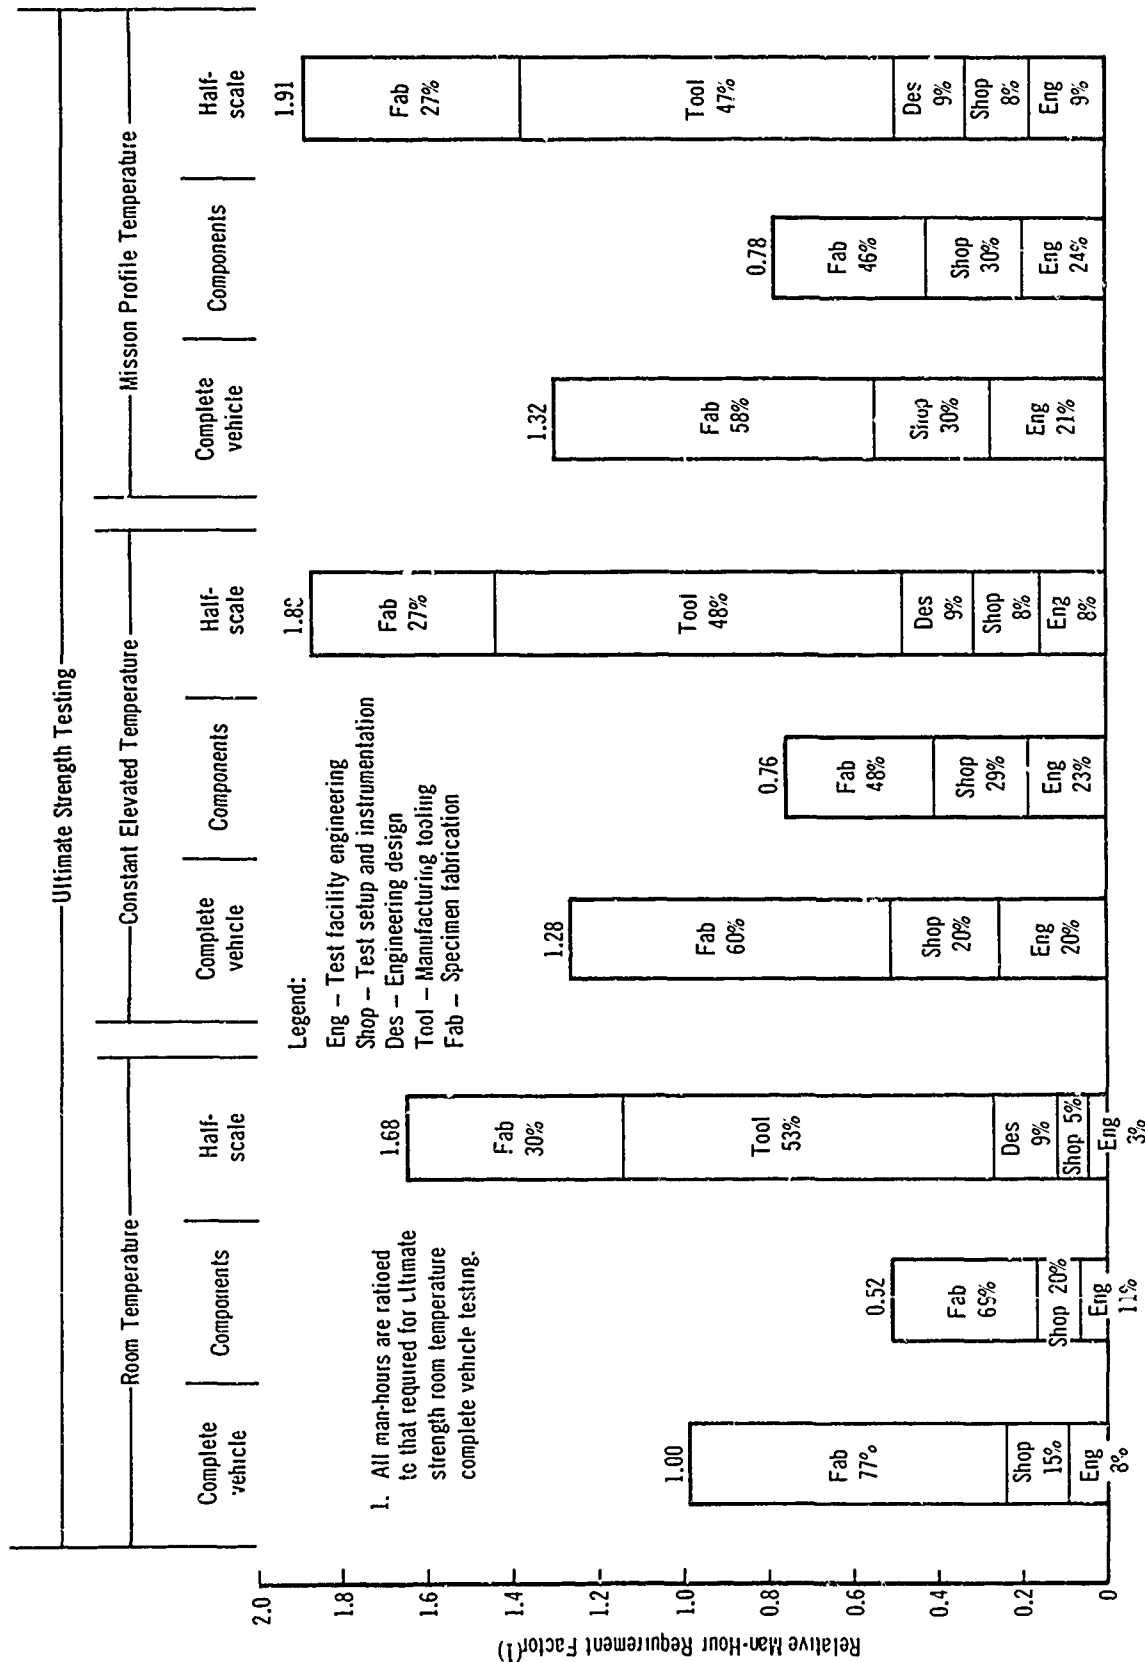 Ultimate Strength Testing
Room Temperature
Constant Elevated Temperature
Mission Profile Temperature
Complete vehicle
Components
Half-scale
Complete vehicle
Components
Half-scale
Complete vehicle
Components
Half-scale
Relative Man-Hour Requirement Factor(1)
2.0
1.8
1.6
1.4
1.2
1.0
0.8
0.6
0.4
0.2
0
1. All man-hours are ratioed
to that required for ultimate
strength room temperature
complete vehicle testing.
Legend:
Eng – Test facility engineering
Shop – Test setup and instrumentation
Des – Engineering design
Tool – Manufacturing tooling
Fab – Specimen fabrication
1.00
Fab
77%
Shop
15%
Eng
8%
0.52
Fab
69%
Shop 20%
Eng
11%
1.68
Fab
30%
Tool
53%
Des
9%
Shop 5%
Eng
3%
1.28
Fab
60%
Shop
20%
Eng
20%
0.76
Fab
48%
Shop
29%
Eng
23%
Fab
27%
Tool
48%
Des
9%
Shop
8%
Eng
8%
1.32
Fab
58%
Shop
30%
Eng
21%
0.78
Fab
46%
Shop
30%
Eng
24%
1.91
Fab
27%
Tool
47%
Des
9%
Shop
8%
Eng
9%